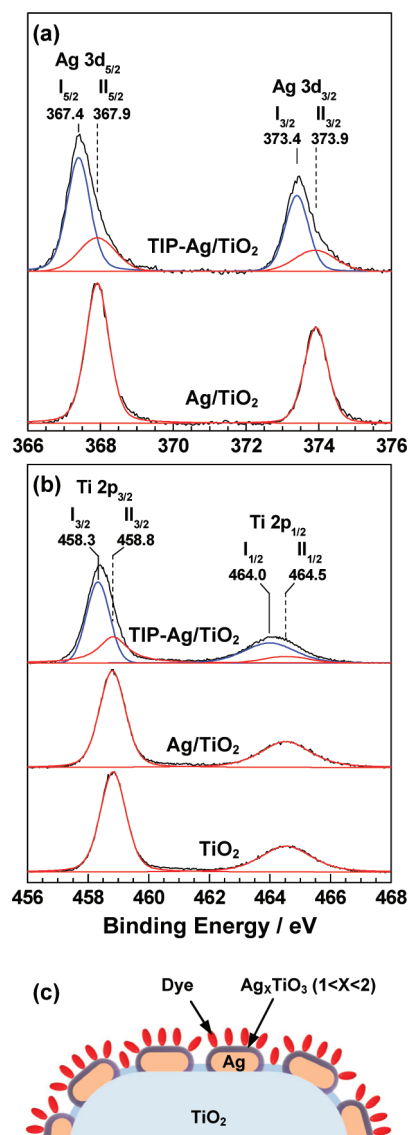 (a)
Ag 3d5/2
I5/2 II5/2
367.4 367.9
Ag 3d3/2
I3/2 II3/2
373.4 373.9
TIP-Ag/TiO2
Ag/TiO2
366 368 370 372 374 376
(b)
Ti 2p3/2
I3/2 II3/2
458.3 458.8
Ti 2p1/2
I1/2 II1/2
464.0 464.5
TIP-Ag/TiO2
Ag/TiO2
TiO2
456 458 460 462 464 466 468
Binding Energy / eV
(c)
Dye AgxTiO3 (1<X<2)
Ag
TiO2